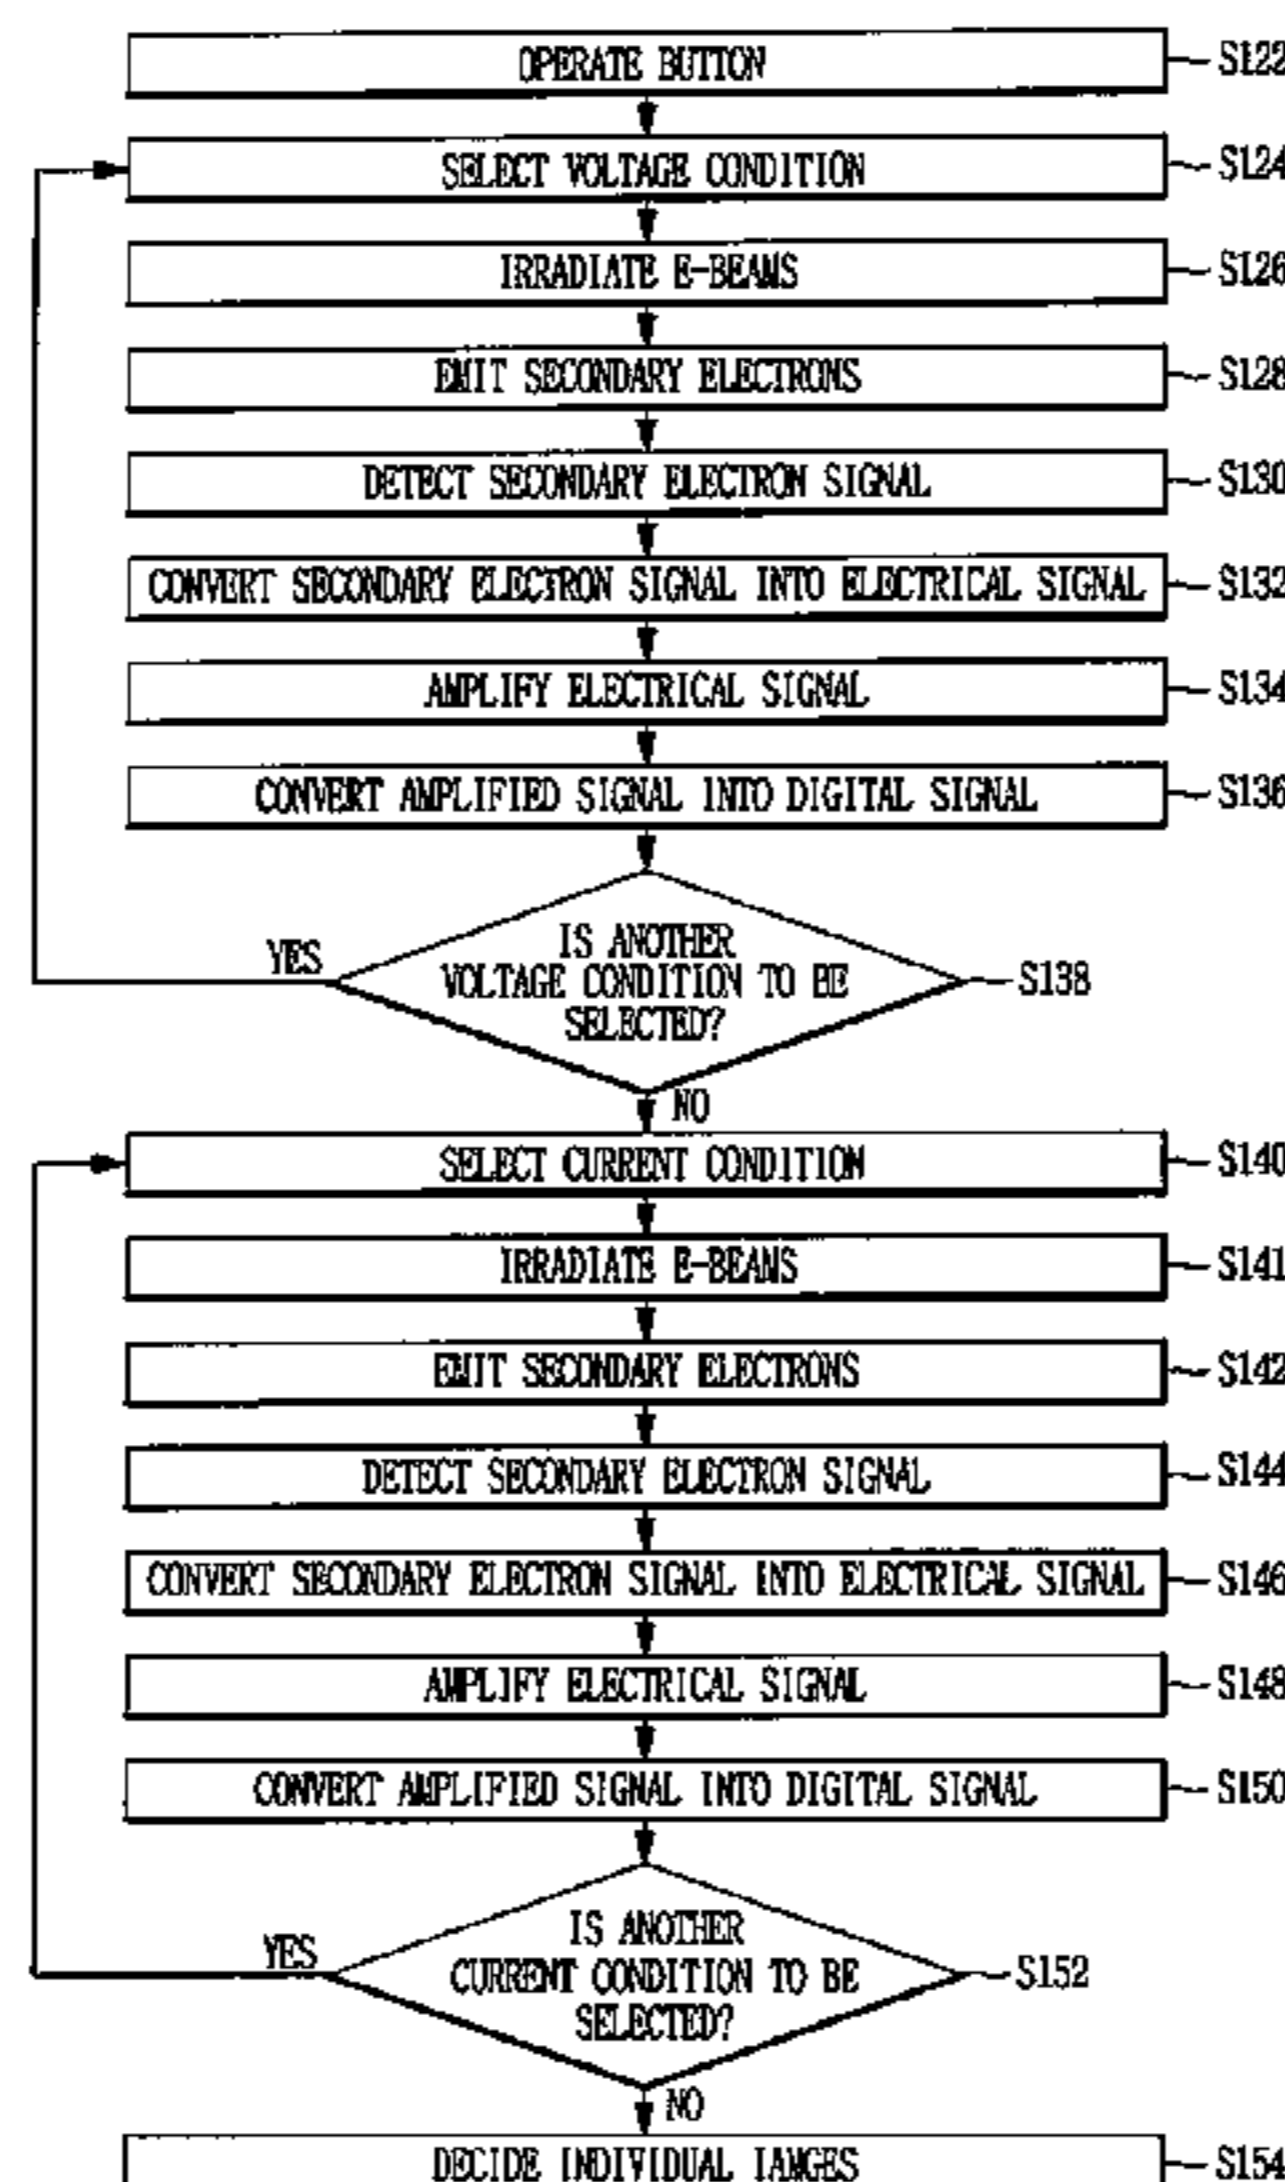 OPERATE BUTTON S122
SELECT VOLTAGE CONDITION S124
IRRADIATE E-BEAMS S126
EMIT SECONDARY ELECTRONS S128
DETECT SECONDARY ELECTRON SIGNAL S130
CONVERT SECONDARY ELECTRON SIGNAL INTO ELECTRICAL SIGNAL S132
AMPLIFY ELECTRICAL SIGNAL S134
CONVERT AMPLIFIED SIGNAL INTO DIGITAL SIGNAL S136
YES
IS ANOTHER
VOLTAGE CONDITION TO BE
SELECTED?
S138
NO
SELECT CURRENT CONDITION S140
IRRADIATE E-BEAMS S141
EMIT SECONDARY ELECTRONS S142
DETECT SECONDARY ELECTRON SIGNAL S144
CONVERT SECONDARY ELECTRON SIGNAL INTO ELECTRICAL SIGNAL S146
AMPLIFY ELECTRICAL SIGNAL S148
CONVERT AMPLIFIED SIGNAL INTO DIGITAL SIGNAL S150
YES
IS ANOTHER
CURRENT CONDITION TO BE
SELECTED?
S152
NO
DECIDE INDIVIDUAL IAMGES S154